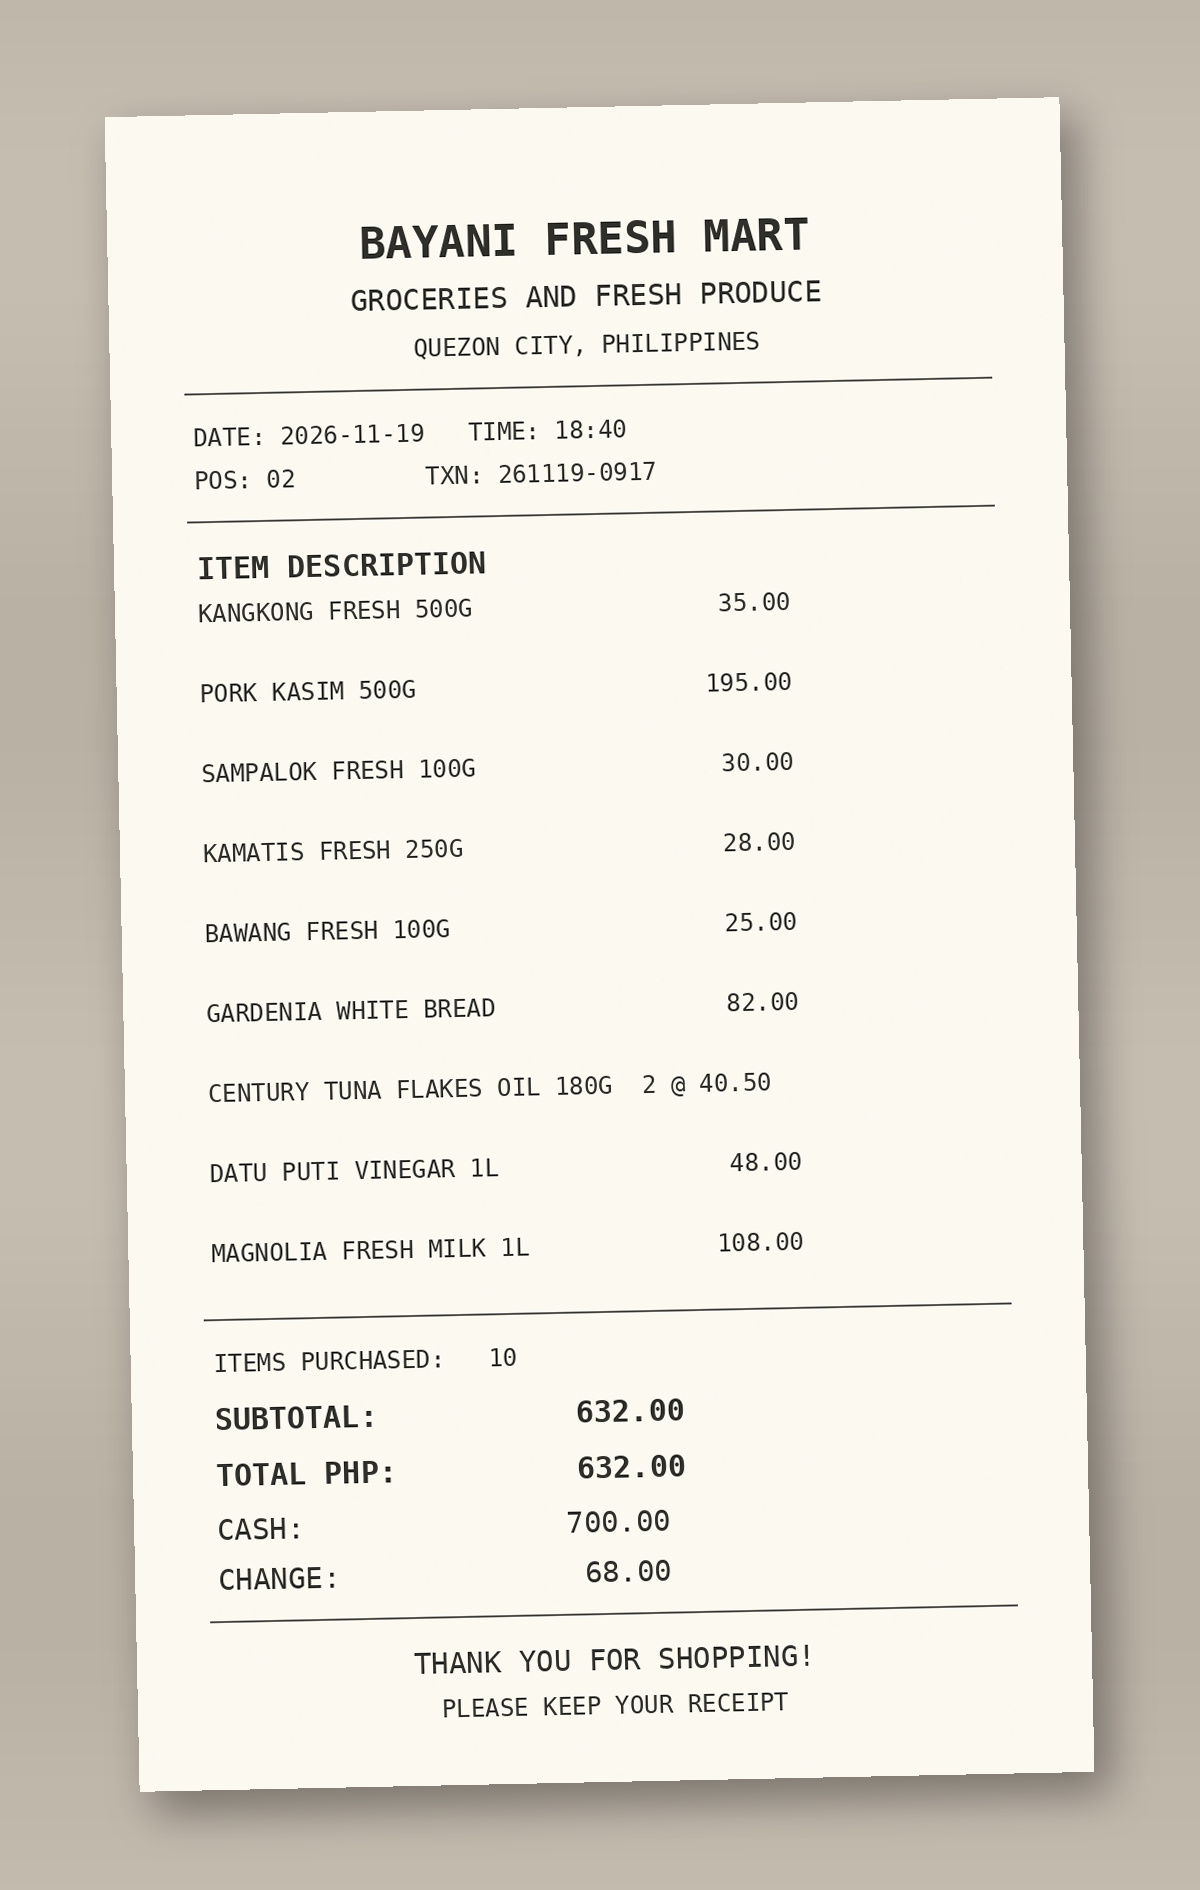 BAYANI FRESH MART
GROCERIES AND FRESH PRODUCE
QUEZON CITY, PHILIPPINES
DATE: 2026-11-19 TIME: 18:40
POS: 02 TXN: 261119-0917
ITEM DESCRIPTION
KANGKONG FRESH 500G 35.00
PORK KASIM 500G 195.00
SAMPALOK FRESH 100G 30.00
KAMATIS FRESH 250G 28.00
BAWANG FRESH 100G 25.00
GARDENIA WHITE BREAD 82.00
CENTURY TUNA FLAKES OIL 180G 2 @ 40.50
DATU PUTI VINEGAR 1L 48.00
MAGNOLIA FRESH MILK 1L 108.00
ITEMS PURCHASED: 10
SUBTOTAL: 632.00
TOTAL PHP: 632.00
CASH: 700.00
CHANGE: 68.00
THANK YOU FOR SHOPPING!
PLEASE KEEP YOUR RECEIPT